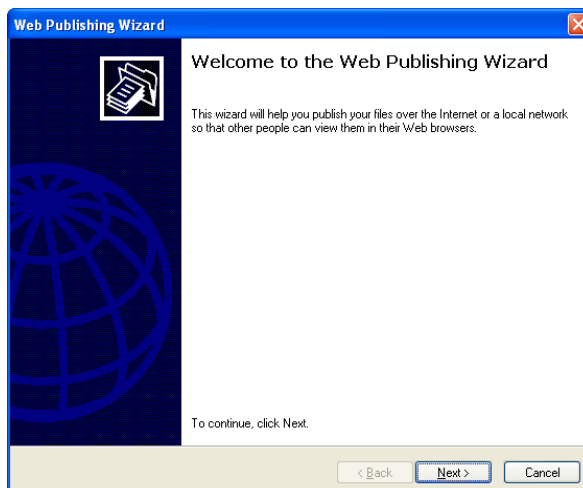 Web Publishing Wizard
Welcome to the Web Publishing Wizard
This wizard will help you publish your files over the Internet or a local network
so that other people can view them in their Web browsers.
To continue, click Next.
< Back
Next >
Cancel